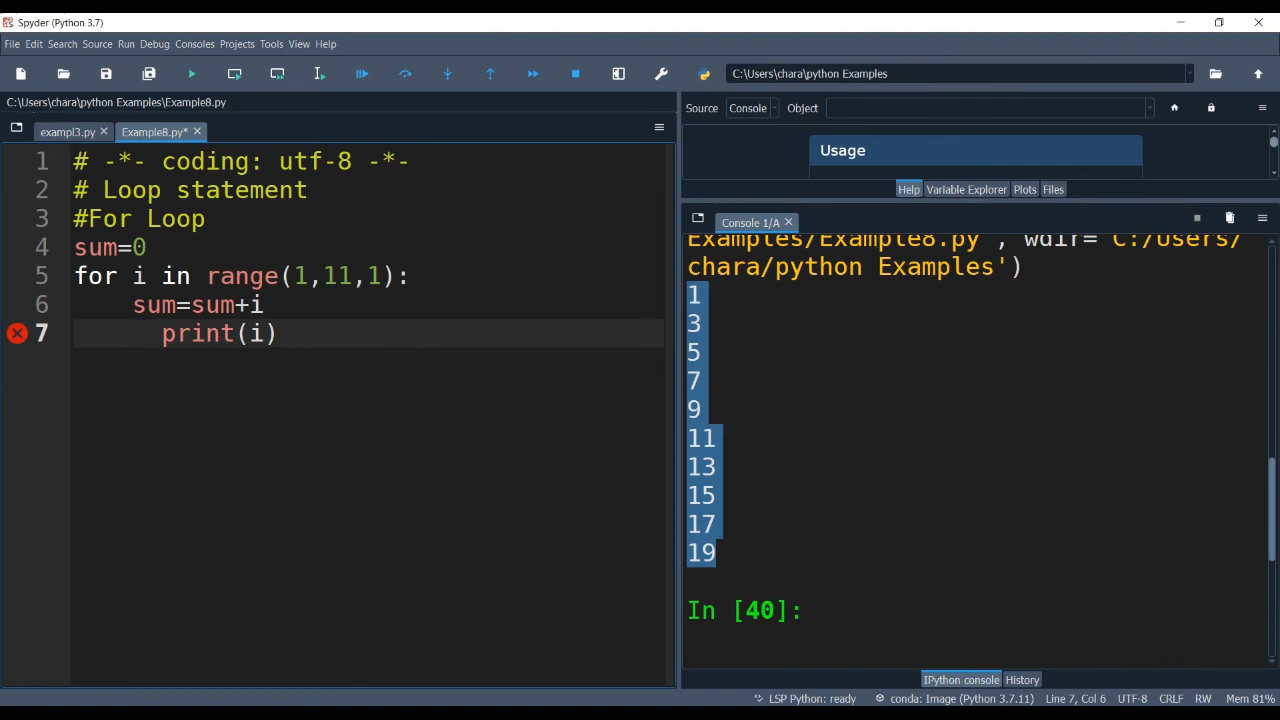 Spyder (Python 3.7)
File Edit Search Source Run Debug Consoles Projects Tools View Help
C:\Users\chara\python Examples
C:\Users\chara\python Examples\Example8.py
exampl3.py
Example8.py*
1 # -*- coding: utf-8 -*-
2 # Loop statement
3 #For Loop
4 sum=0
5 for i in range(1,11,1):
6 sum=sum+i
7 print(i)
Source Console Object
Usage
Help Variable Explorer Plots Files
Console 1/A
Examples/Example8.py', wdir='C:/Users/
chara/python Examples')
1
3
5
7
9
11
13
15
17
19
In [40]:
IPython console History
LSP Python: ready conda: Image (Python 3.7.11) Line 7, Col 6 UTF-8 CRLF RW Mem 81%